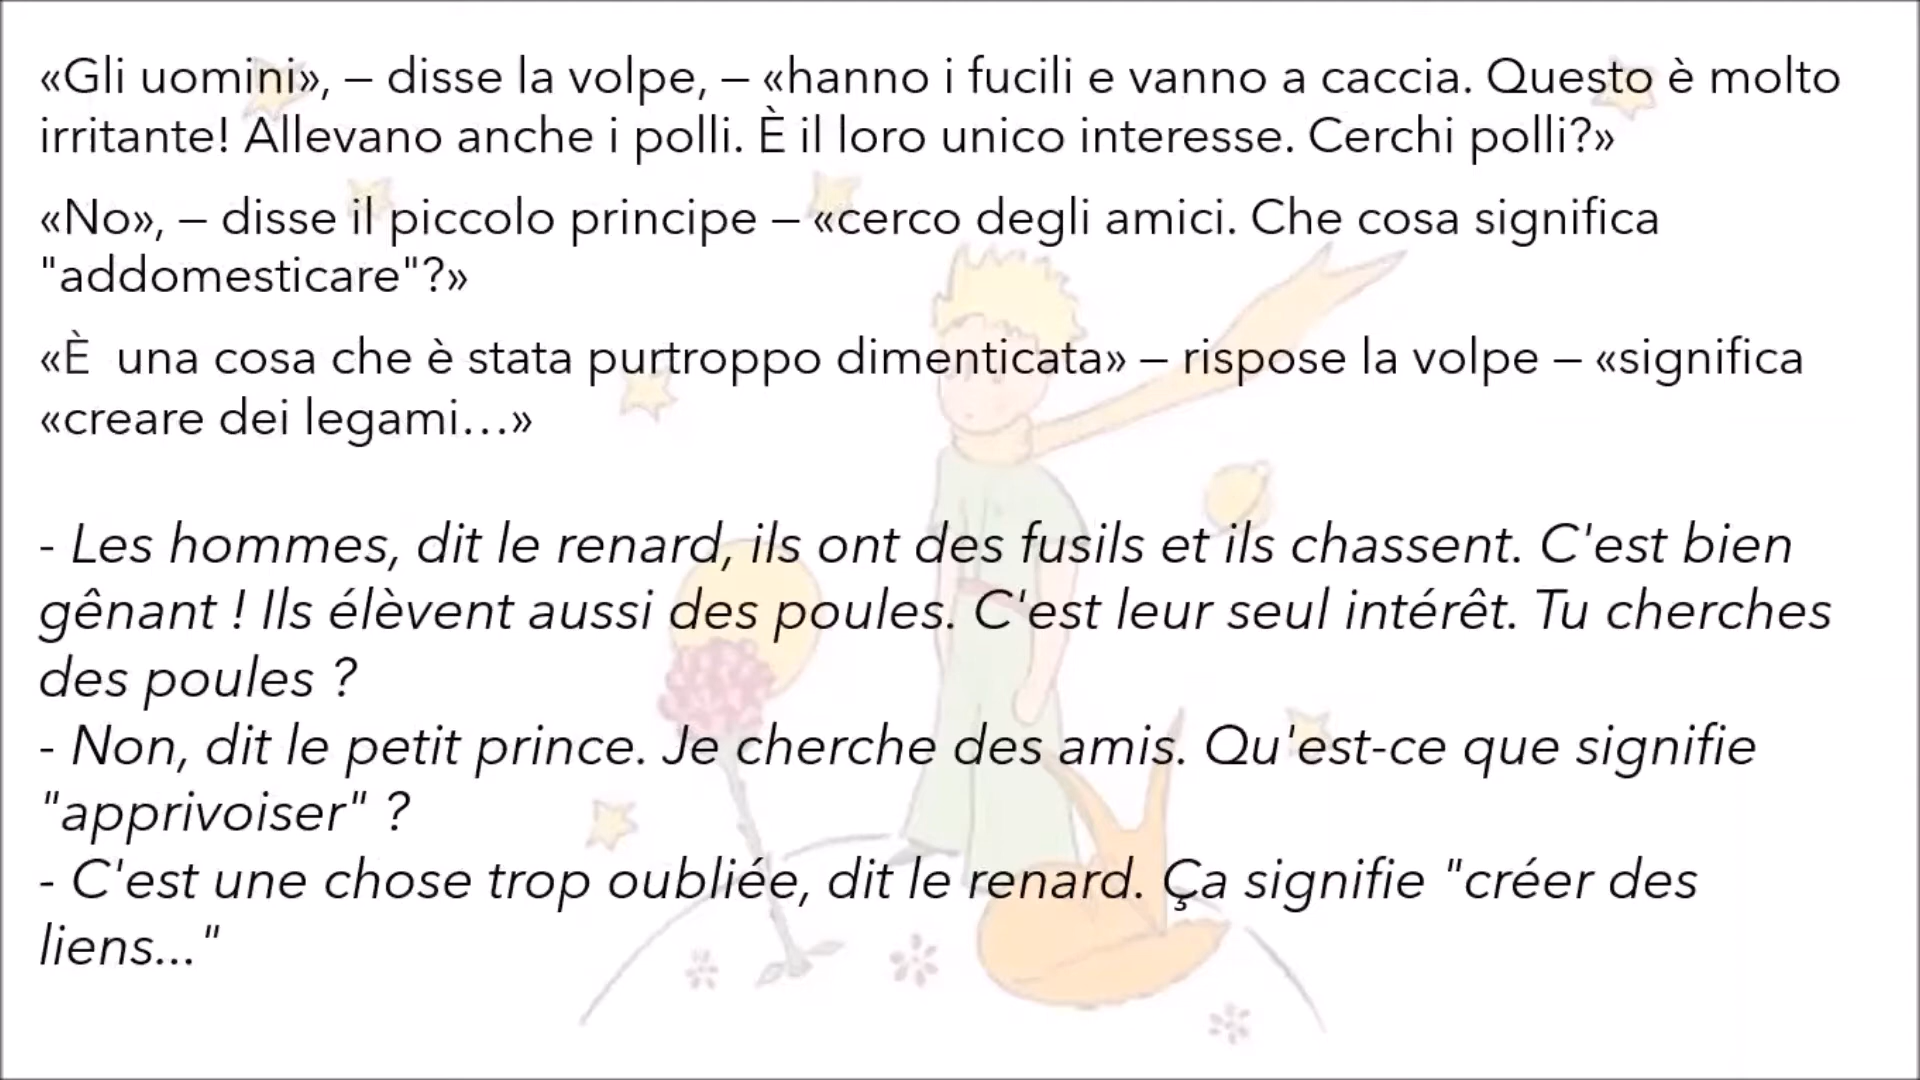 «Gli uomini», – disse la volpe, – «hanno i fucili e vanno a caccia. Questo è molto
irritante! Allevano anche i polli. È il loro unico interesse. Cerchi polli?»
«No», – disse il piccolo principe – «cerco degli amici. Che cosa significa
"addomesticare"?»
«È  una cosa che è stata purtroppo dimenticata» – rispose la volpe – «significa
«creare dei legami…»
- Les hommes, dit le renard, ils ont des fusils et ils chassent. C'est bien
gênant ! Ils élèvent aussi des poules. C'est leur seul intérêt. Tu cherches
des poules ?
- Non, dit le petit prince. Je cherche des amis. Qu'est-ce que signifie
"apprivoiser" ?
- C'est une chose trop oubliée, dit le renard. Ça signifie "créer des
liens..."